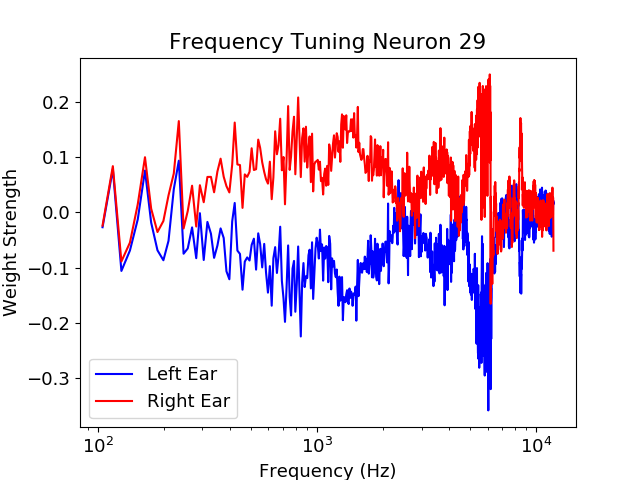 Frequency Tuning Neuron 29
Weight Strength
0.2
0.1
0.0
−0.1
−0.2
−0.3
Left Ear
Right Ear
10²
10³
10⁴
Frequency (Hz)